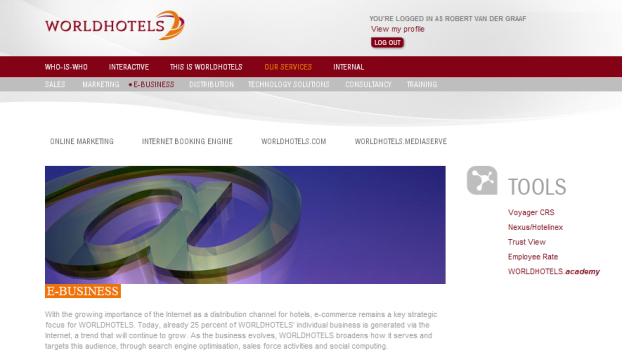 WORLDHOTELS
YOU'RE LOGGED IN AS ROBERT VAN DER GRAAF
View my profile
LOG OUT
WHO-IS-WHO INTERACTIVE THIS IS WORLDHOTELS OUR SERVICES INTERNAL
SALES MARKETING E-BUSINESS DISTRIBUTION TECHNOLOGY SOLUTIONS CONSULTANCY TRAINING
ONLINE MARKETING INTERNET BOOKING ENGINE WORLDHOTELS.COM WORLDHOTELS.MEDIASERVE
TOOLS
Voyager CRS
Nexus/Hotelinex
Trust View
Employee Rate
WORLDHOTELS.academy
E-BUSINESS
With the growing importance of the Internet as a distribution channel for hotels, e-commerce remains a key strategic
focus for WORLDHOTELS. Today, already 25 percent of WORLDHOTELS' individual business is generated via the
Internet, a trend that will continue to grow. As the business evolves, WORLDHOTELS broadens how it serves and
targets this audience, through search engine optimisation, sales force activities and social computing.